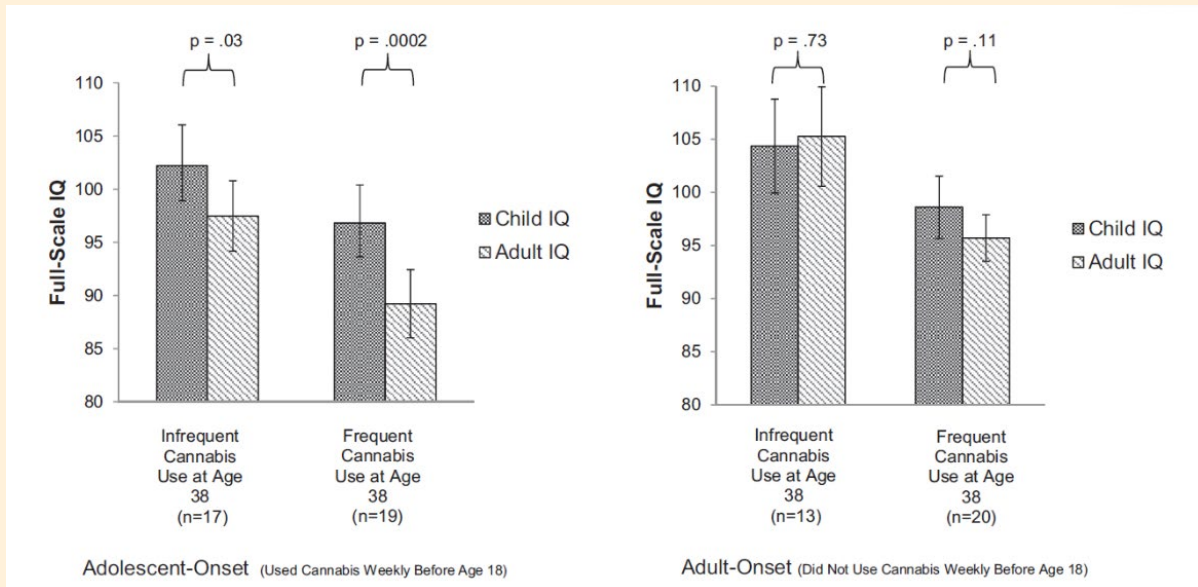 p = .03
p = .0002
110
105
100
95
90
85
80
Full-Scale IQ
Child IQ
Adult IQ
Infrequent
Cannabis
Use at Age
38
(n=17)
Frequent
Cannabis
Use at Age
38
(n=19)
Adolescent-Onset (Used Cannabis Weekly Before Age 18)
p = .73
p = .11
110
105
100
95
90
85
80
Full-Scale IQ
Child IQ
Adult IQ
Infrequent
Cannabis
Use at Age
38
(n=13)
Frequent
Cannabis
Use at Age
38
(n=20)
Adult-Onset (Did Not Use Cannabis Weekly Before Age 18)